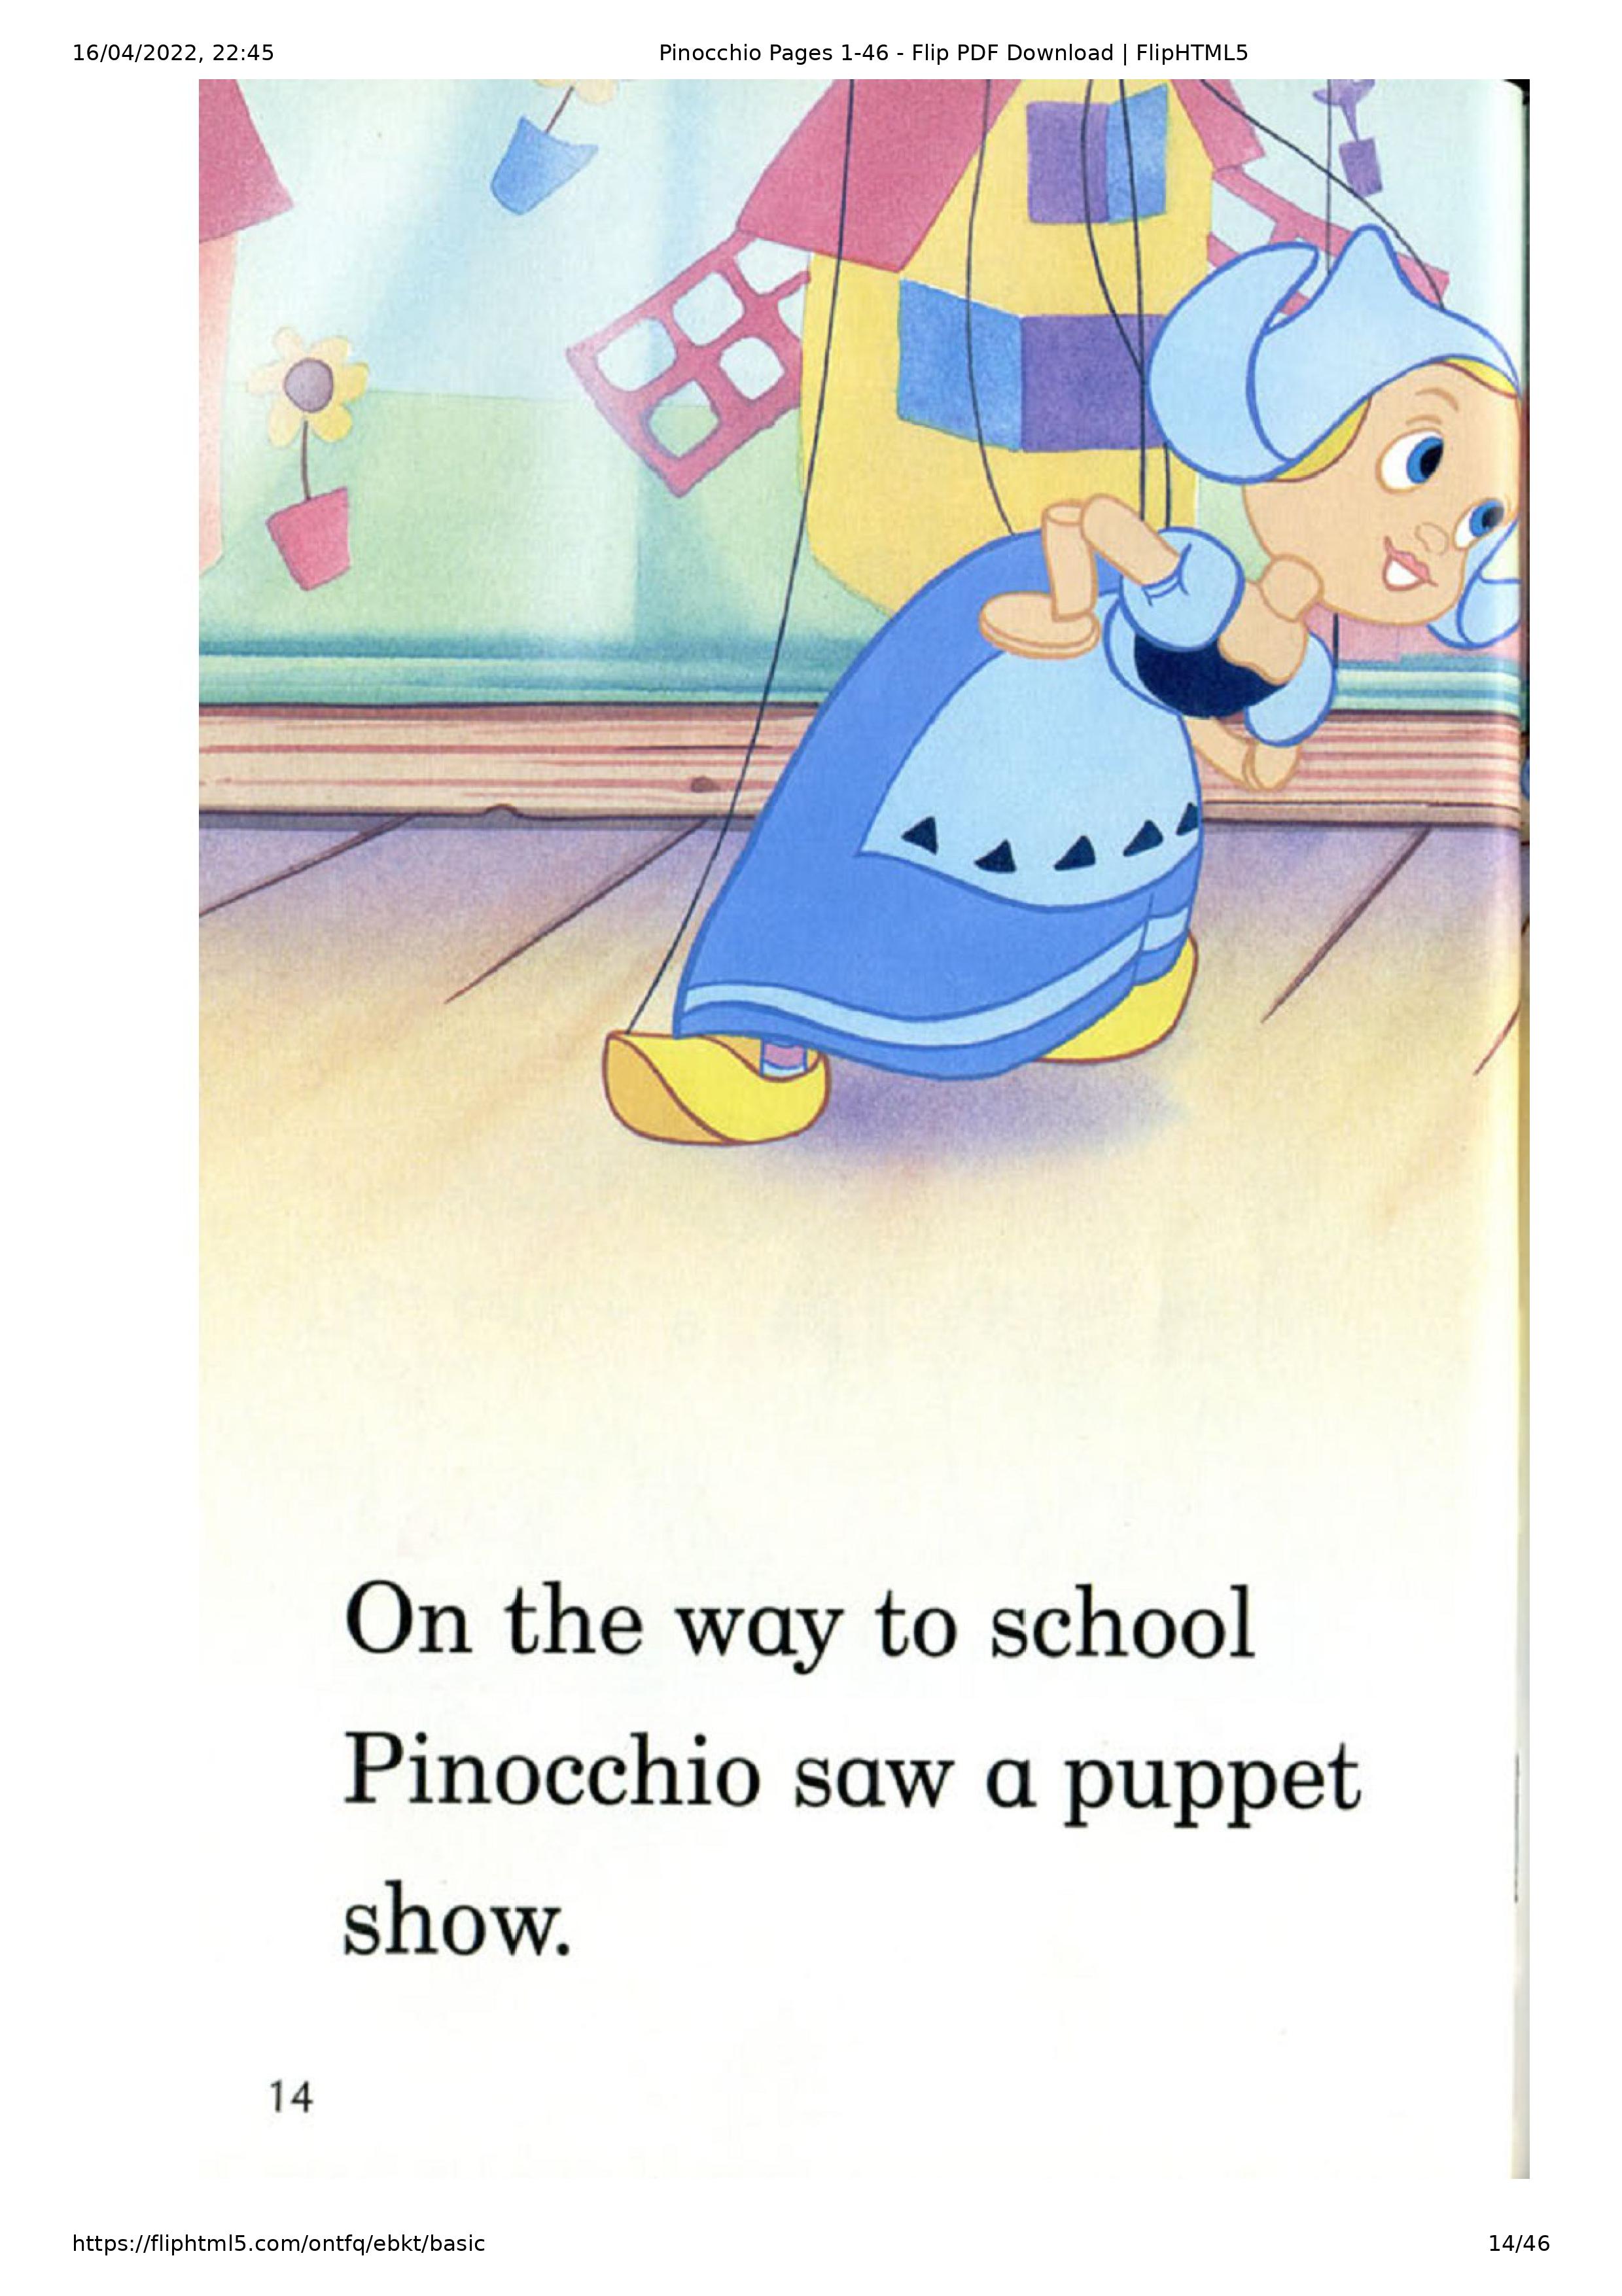 16/04/2022, 22:45
Pinocchio Pages 1-46 - Flip PDF Download | FlipHTML5
On the way to school
Pinocchio saw a puppet
show.
14
https://fliphtml5.com/ontfq/ebkt/basic
14/46